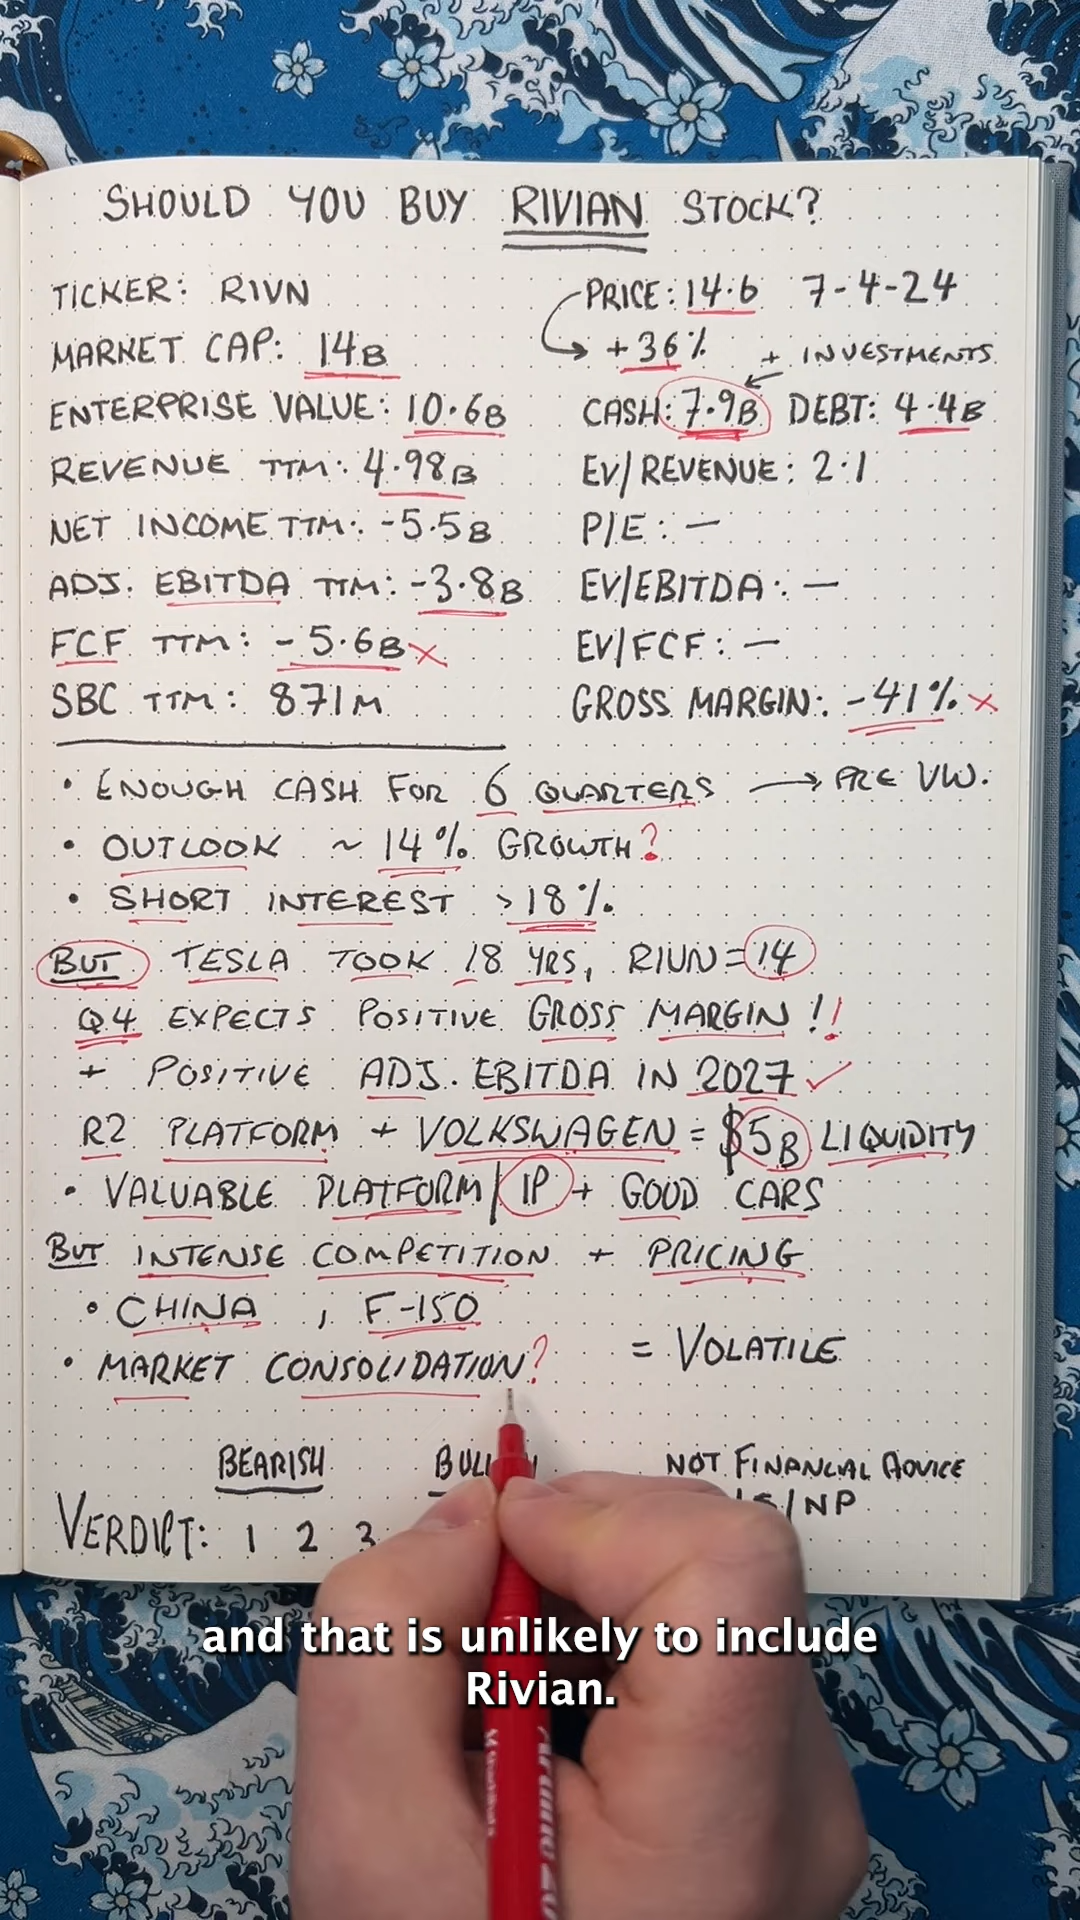 SHOULD YOU BUY RIVIAN STOCK?
TICKER: RIVN
PRICE: 14.6 7-4-24
MARKET CAP: 14B
+36%
+ INVESTMENTS
ENTERPRISE VALUE: 10.6B
CASH: 7.9B DEBT: 4.4B
REVENUE TTM: 4.98B
EV/REVENUE: 2:1
NET INCOME TTM: -5.5B
P/E: —
ADJ. EBITDA TTM: -3.8B
EV/EBITDA: —
FCF TTM: -5.6B X
EV/FCF: —
SBC TTM: 871M
GROSS MARGIN: -41% X
• ENOUGH CASH FOR 6 QUARTERS → PRE VW.
• OUTLOOK ~ 14% GROWTH?
• SHORT INTEREST >18%
BUT TESLA TOOK 18 YRS, RIVN = 14
Q4 EXPECTS POSITIVE GROSS MARGIN !!
+ POSITIVE ADJ. EBITDA IN 2027 ✓
R2 PLATFORM + VOLKSWAGEN = $5B LIQUIDITY
• VALUABLE PLATFORM/IP + GOOD CARS
BUT INTENSE COMPETITION + PRICING
• CHINA, F-150
• MARKET CONSOLIDATION?
= VOLATILE
BEARISH
NOT FINANCIAL ADVICE
/NP
VERDICT: 1 2 3
and that is unlikely to include
Rivian.